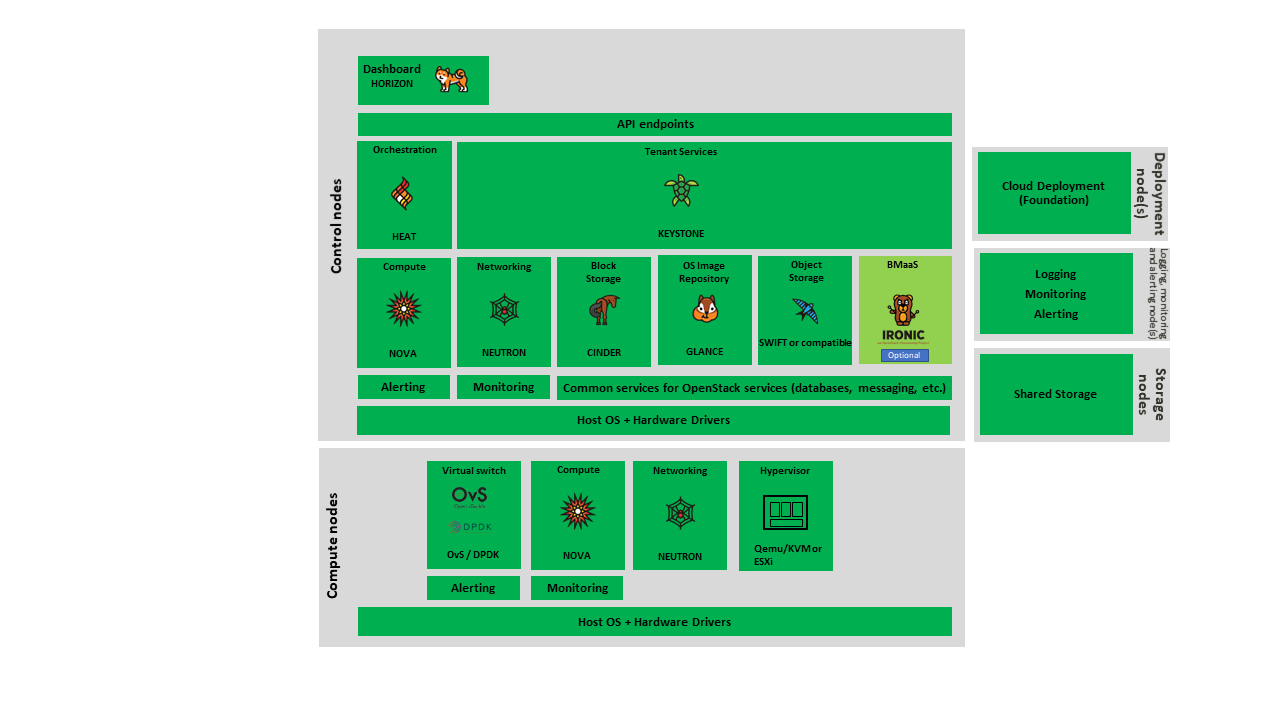 Control nodes
Dashboard
HORIZON
API endpoints
Orchestration
HEAT
Tenant Services
KEYSTONE
Compute
NOVA
Networking
NEUTRON
Block
Storage
CINDER
OS Image
Repository
GLANCE
Object
Storage
SWIFT or compatible
BMaaS
IRONIC
Optional
Alerting
Monitoring
Common services for OpenStack services (databases, messaging, etc.)
Host OS + Hardware Drivers
Deployment
node(s)
Cloud Deployment
(Foundation)
Logging, monitoring
and alerting node(s)
Logging
Monitoring
Alerting
Storage
nodes
Shared Storage
Compute nodes
Virtual switch
OvS
DPDK
OvS / DPDK
Compute
NOVA
Networking
NEUTRON
Hypervisor
Qemu/KVM or
ESXi
Alerting
Monitoring
Host OS + Hardware Drivers